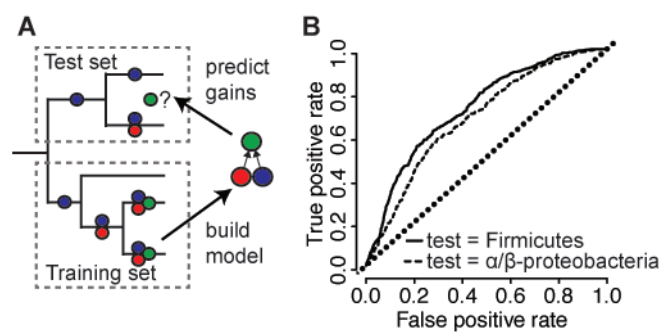 A
Test set
?
predict
gains
build
model
Training set
B
True positive rate
1.0
0.8
0.6
0.4
0.2
0.0
test = Firmicutes
test = α/β-proteobacteria
0.0 0.2 0.4 0.6 0.8 1.0
False positive rate